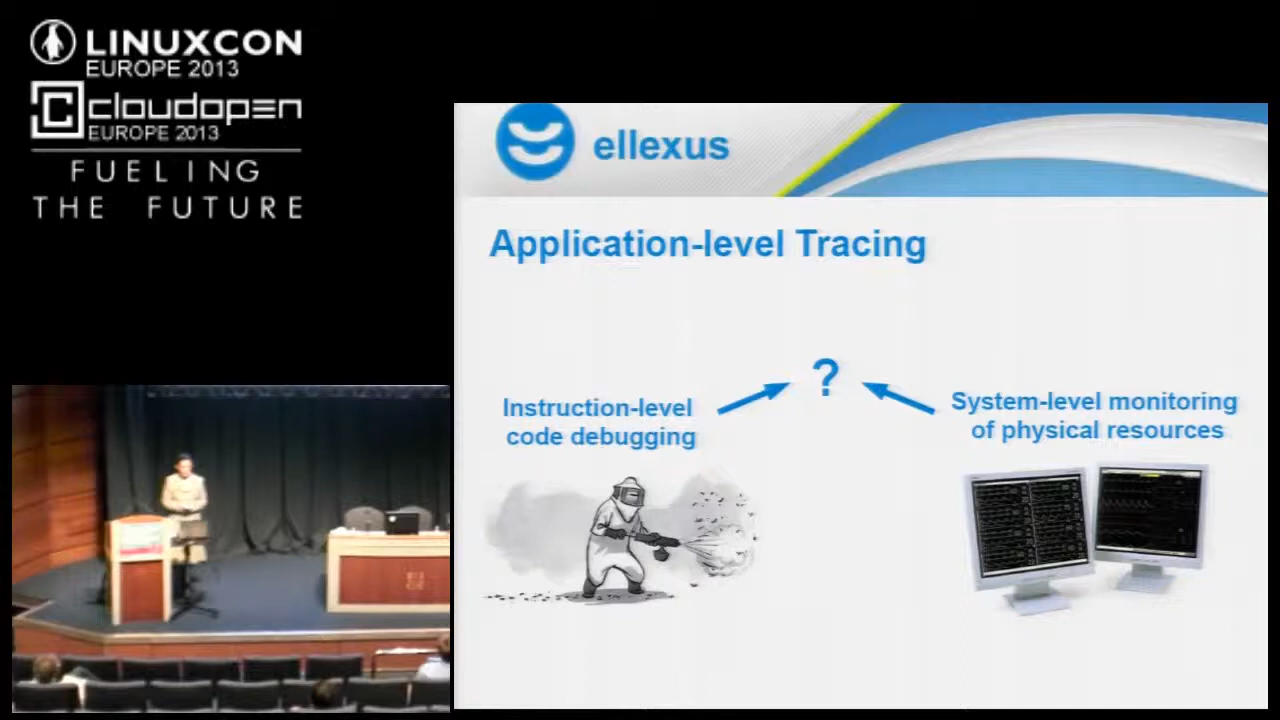 LINUXCON
EUROPE 2013
cloudopen
EUROPE 2013
FUELING
THE FUTURE
ellexus
Application-level Tracing
?
Instruction-level
code debugging
System-level monitoring
of physical resources